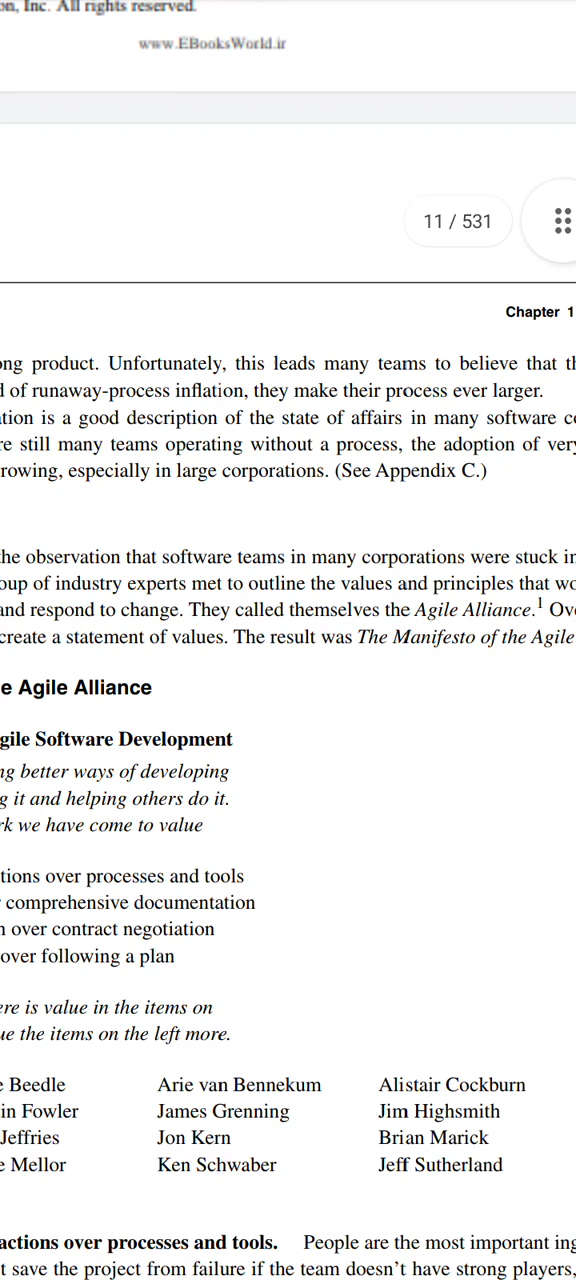 on, Inc. All rights reserved.
www.EBooksWorld.ir
11 / 531
Chapter 1
ong product. Unfortunately, this leads many teams to believe that th
d of runaway-process inflation, they make their process ever larger.
ation is a good description of the state of affairs in many software co
re still many teams operating without a process, the adoption of very
rowing, especially in large corporations. (See Appendix C.)
the observation that software teams in many corporations were stuck in
oup of industry experts met to outline the values and principles that wo
and respond to change. They called themselves the Agile Alliance.1 Ove
create a statement of values. The result was The Manifesto of the Agile
e Agile Alliance
gile Software Development
ng better ways of developing
g it and helping others do it.
rk we have come to value
tions over processes and tools
r comprehensive documentation
n over contract negotiation
over following a plan
ere is value in the items on
ue the items on the left more.
e Beedle Arie van Bennekum Alistair Cockburn
in Fowler James Grenning Jim Highsmith
Jeffries Jon Kern Brian Marick
e Mellor Ken Schwaber Jeff Sutherland
actions over processes and tools. People are the most important ing
t save the project from failure if the team doesn't have strong players,